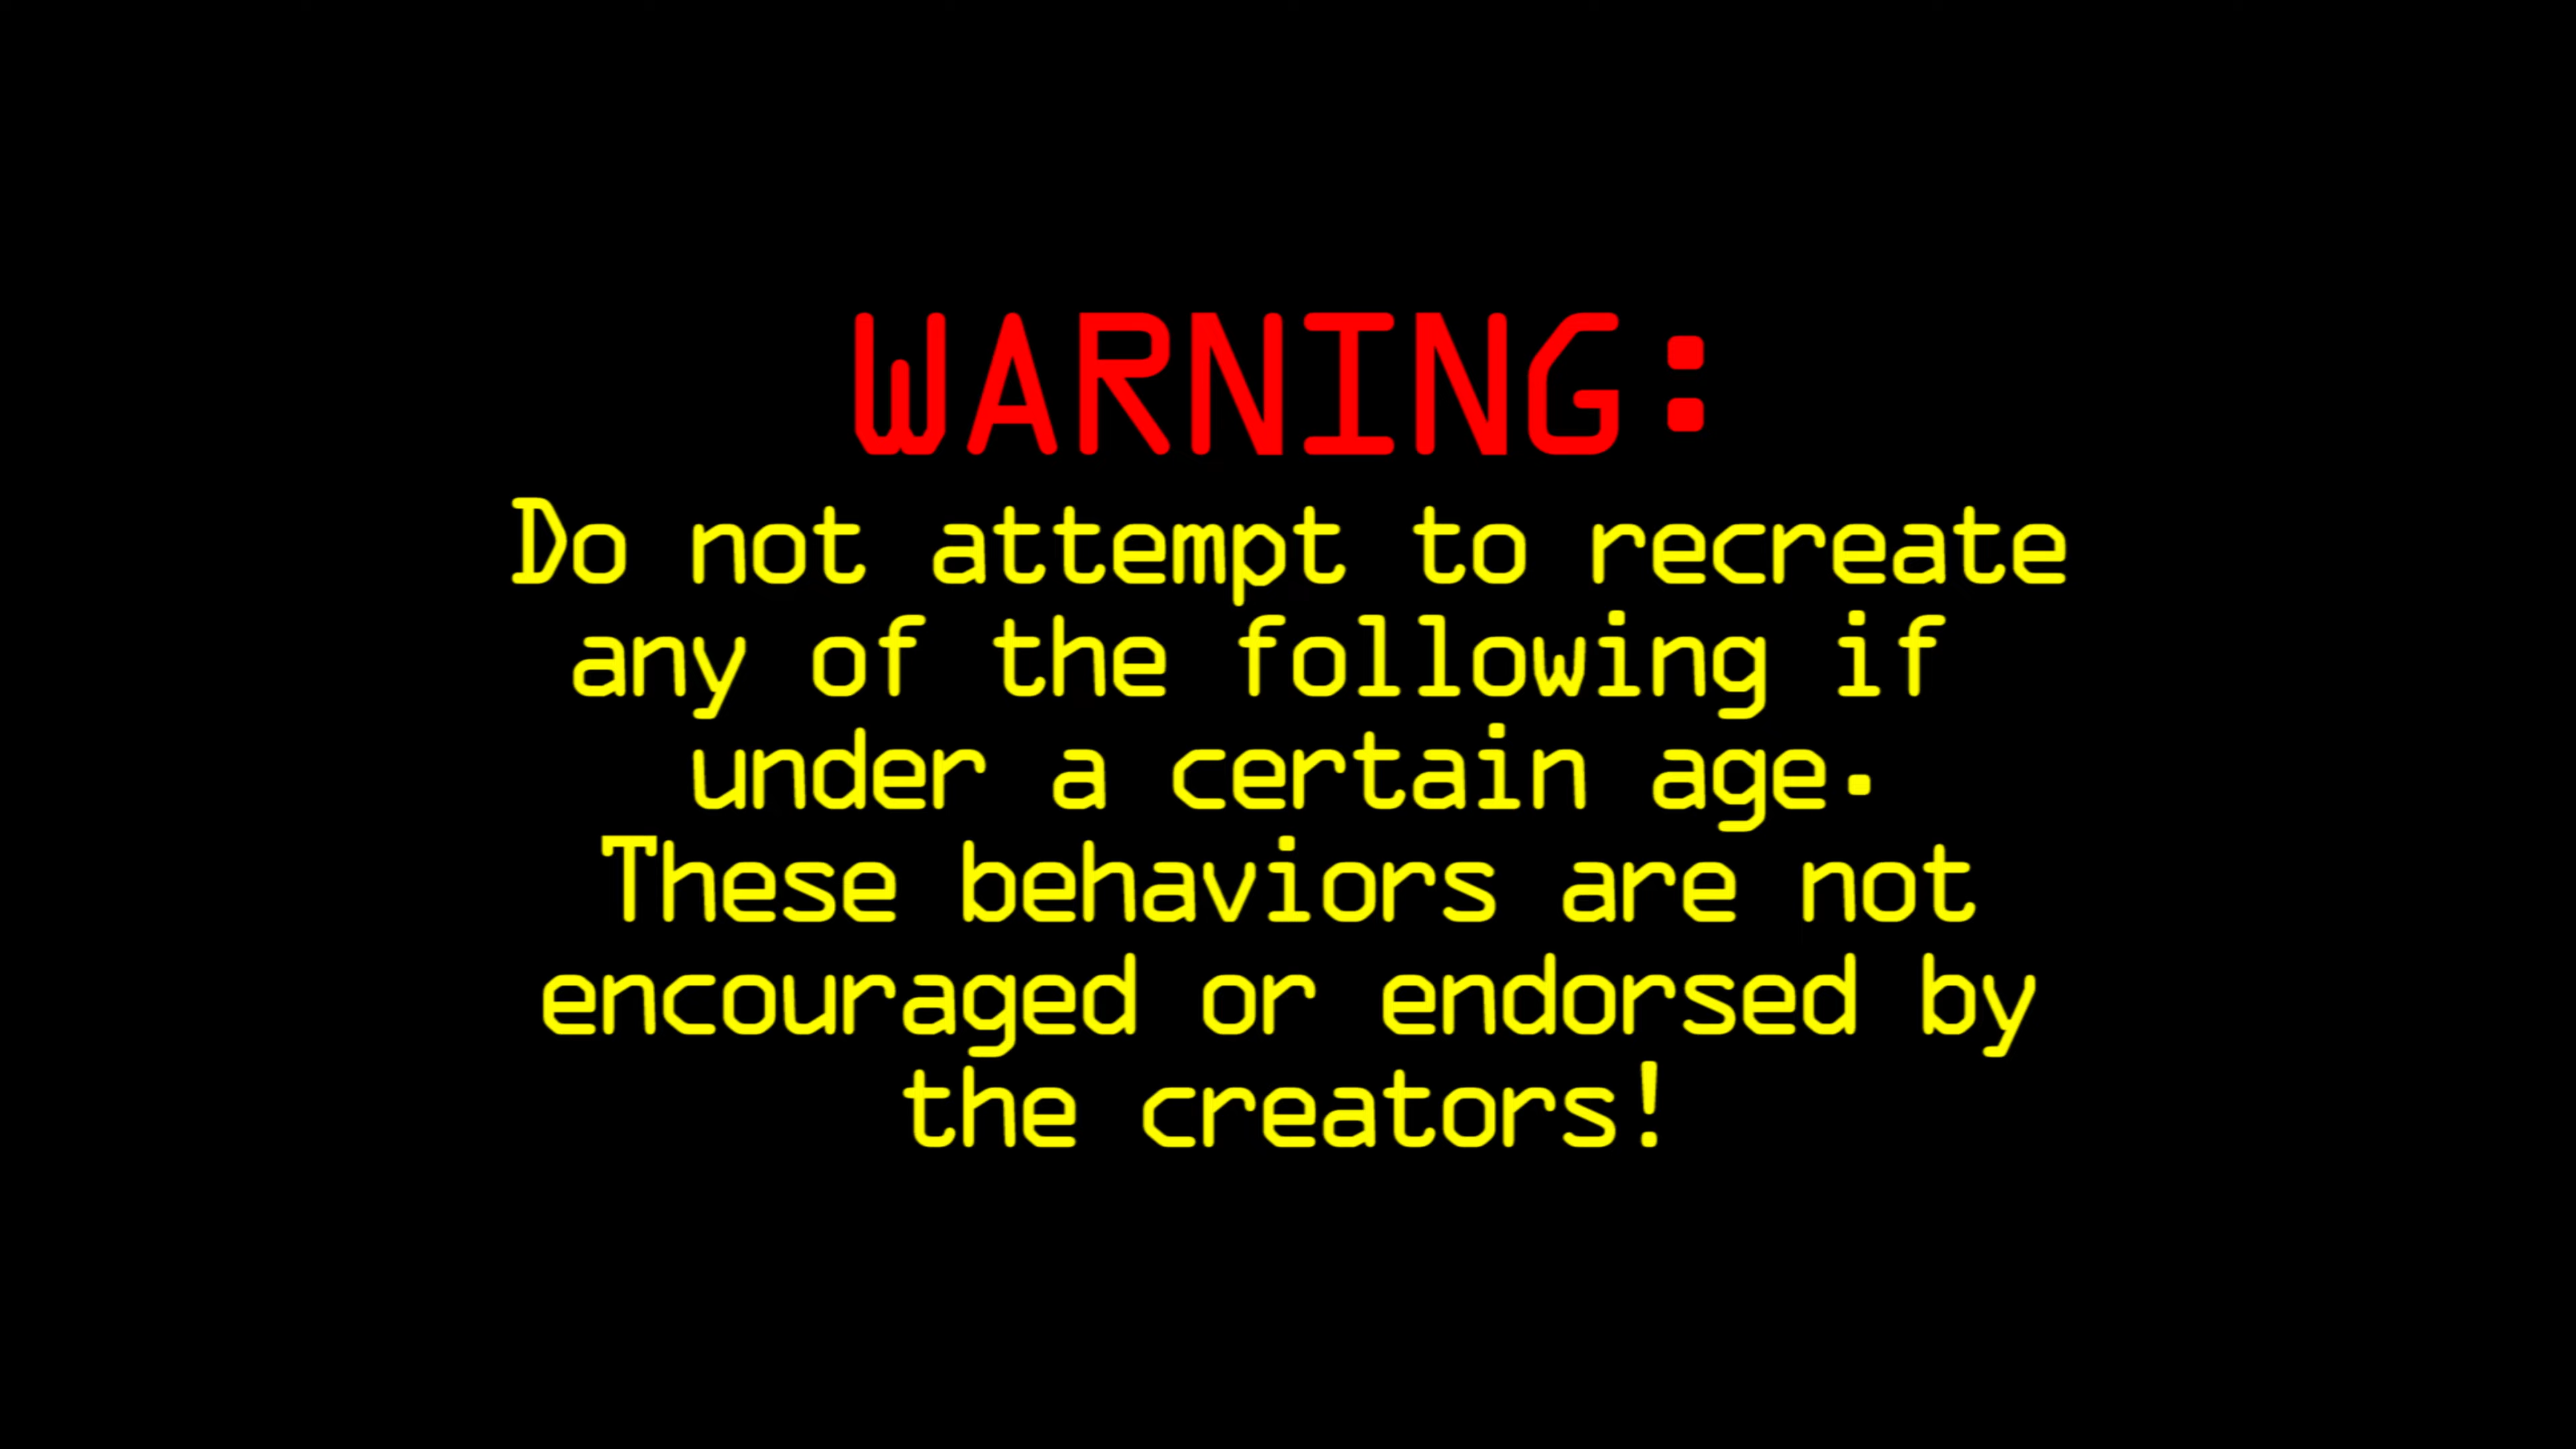 WARNING:
Do not attempt to recreate
any of the following if
under a certain age.
These behaviors are not
encouraged or endorsed by
the creators!